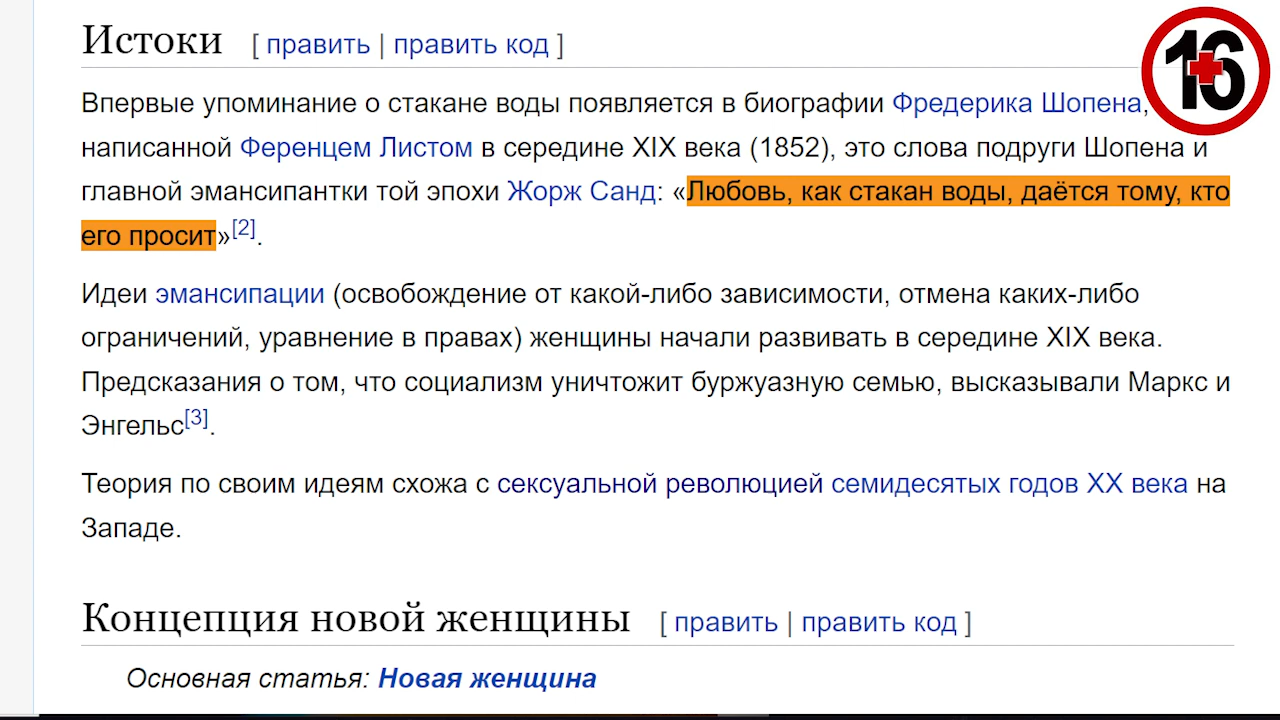 Истоки [ править | править код ]
16+
Впервые упоминание о стакане воды появляется в биографии Фредерика Шопена,
написанной Ференцем Листом в середине XIX века (1852), это слова подруги Шопена и
главной эмансипантки той эпохи Жорж Санд: «Любовь, как стакан воды, даётся тому, кто
его просит»[2].
Идеи эмансипации (освобождение от какой-либо зависимости, отмена каких-либо
ограничений, уравнение в правах) женщины начали развивать в середине XIX века.
Предсказания о том, что социализм уничтожит буржуазную семью, высказывали Маркс и
Энгельс[3].
Теория по своим идеям схожа с сексуальной революцией семидесятых годов XX века на
Западе.
Концепция новой женщины [ править | править код ]
Основная статья: Новая женщина